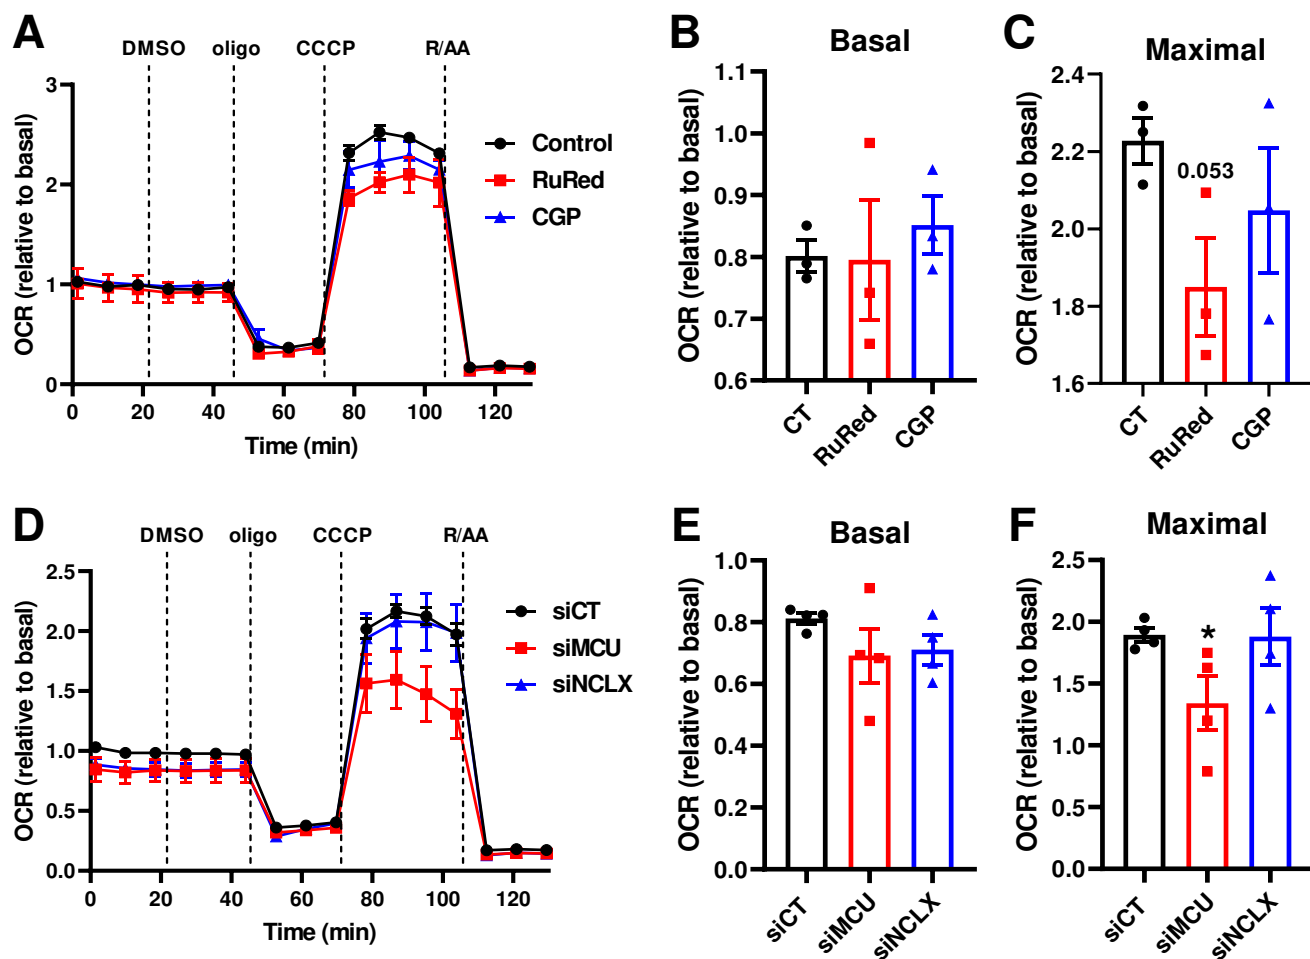 A
DMSO oligo CCCP R/AA
OCR (relative to basal)
3
2
1
0
0 20 40 60 80 100 120
Time (min)
Control
RuRed
CGP
B
Basal
OCR (relative to basal)
1.1
1.0
0.9
0.8
0.7
0.6
CT RuRed CGP
C
Maximal
OCR (relative to basal)
2.4
2.2
2.0
1.8
1.6
0.053
CT RuRed CGP
D
DMSO oligo CCCP R/AA
OCR (relative to basal)
2.5
2.0
1.5
1.0
0.5
0.0
0 20 40 60 80 100 120
Time (min)
siCT
siMCU
siNCLX
E
Basal
OCR (relative to basal)
1.0
0.8
0.6
0.4
0.2
0.0
siCT siMCU siNCLX
F
Maximal
OCR (relative to basal)
2.5
2.0
1.5
1.0
0.5
0.0
*
siCT siMCU siNCLX